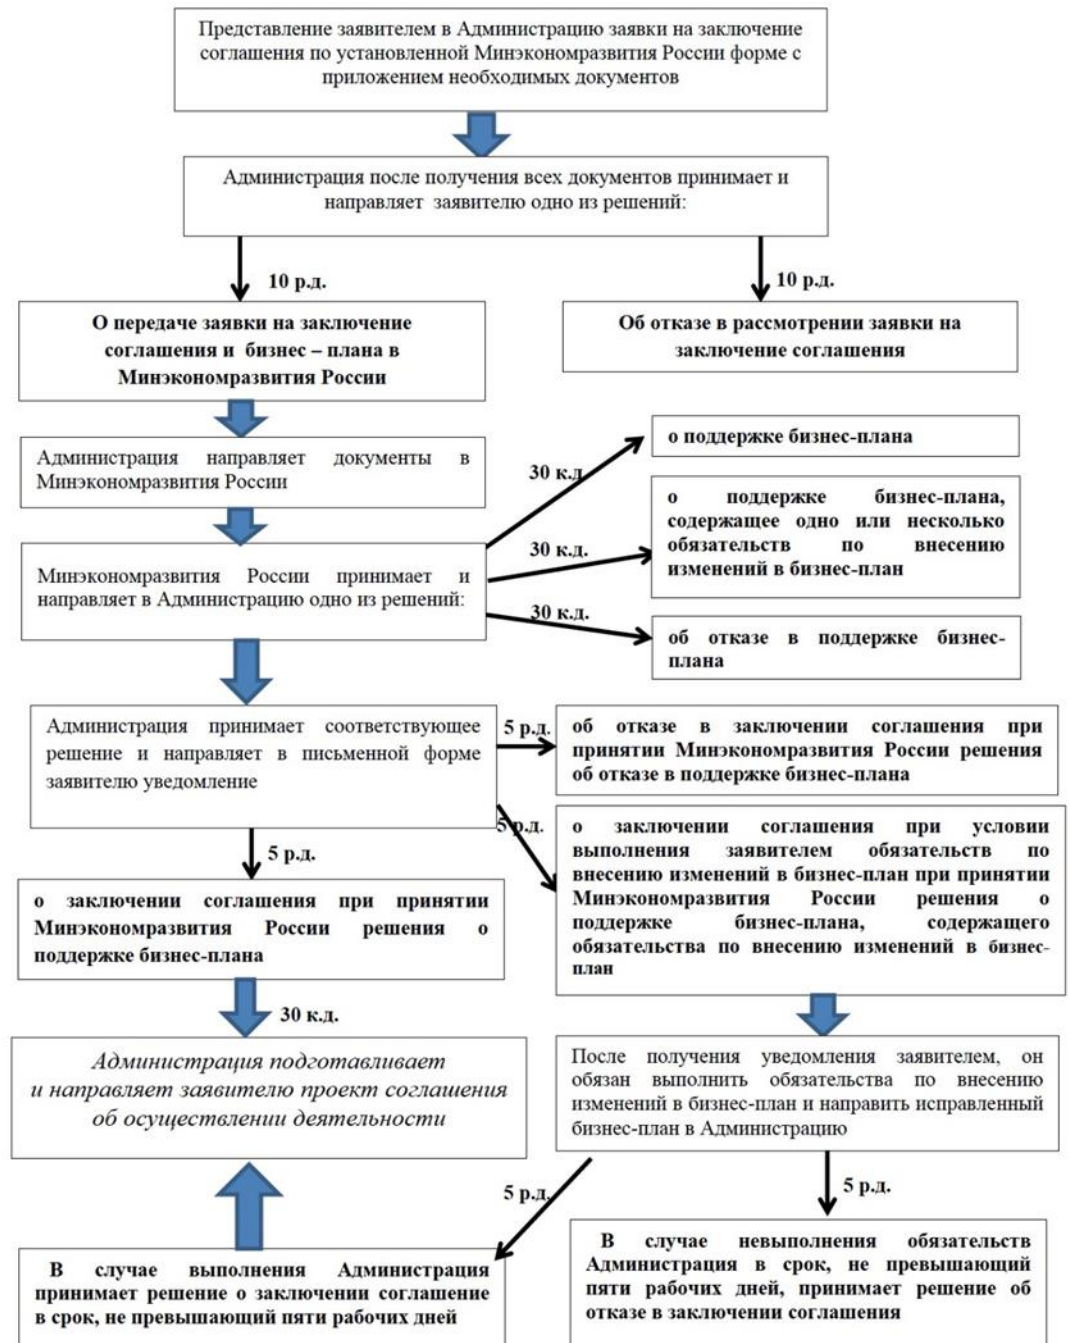 Представление заявителем в Администрацию заявки на заключение
соглашения по установленной Минэкономразвития России форме с
приложением необходимых документов
Администрация после получения всех документов принимает и
направляет заявителю одно из решений:
10 р.д.
10 р.д.
О передаче заявки на заключение
соглашения и бизнес – плана в
Минэкономразвития России
Об отказе в рассмотрении заявки на
заключение соглашения
Администрация направляет документы в
Минэкономразвития России
Минэкономразвития России принимает и
направляет в Администрацию одно из решений:
30 к.д
о поддержке бизнес-плана
30 к.д.
о поддержке бизнес-плана,
содержащее одно или несколько
обязательств по внесению
изменений в бизнес-план
30 к.д.
об отказе в поддержке бизнес-
плана
Администрация принимает соответствующее
решение и направляет в письменной форме
заявителю уведомление
5 р.д.
об отказе в заключении соглашения при
принятии Минэкономразвития России решения
об отказе в поддержке бизнес-плана
5 р.д.
о заключении соглашения при условии
выполнения заявителем обязательств по
внесению изменений в бизнес-план при принятии
Минэкономразвития России решения о
поддержке бизнес-плана, содержащего
обязательства по внесению изменений в бизнес-
план
5 р.д.
о заключении соглашения при принятии
Минэкономразвития России решения о
поддержке бизнес-плана
30 к.д.
Администрация подготавливает
и направляет заявителю проект соглашения
об осуществлении деятельности
После получения уведомления заявителем, он
обязан выполнить обязательства по внесению
изменений в бизнес-план и направить исправленный
бизнес-план в Администрацию
5 р.д.
5 р.д.
В случае выполнения Администрация
принимает решение о заключении соглашение
в срок, не превышающий пяти рабочих дней
В случае невыполнения обязательств
Администрация в срок, не превышающий
пяти рабочих дней, принимает решение об
отказе в заключении соглашения